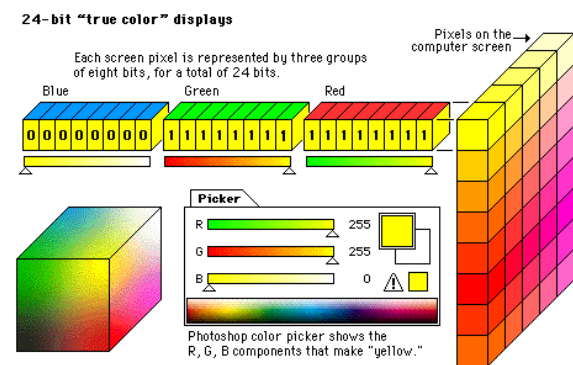 24-bit “true color” displays
Pixels on the
computer screen
Each screen pixel is represented by three groups
of eight bits, for a total of 24 bits.
Blue Green Red
0 0 0 0 0 0 0 0 1 1 1 1 1 1 1 1 1 1 1 1 1 1 1 1
Picker
R 255
G 255
B 0
Photoshop color picker shows the
R, G, B components that make "yellow."